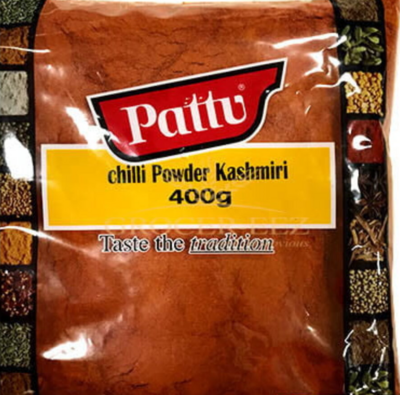 Pattu
chilli Powder Kashmiri
400g
Taste the tradition